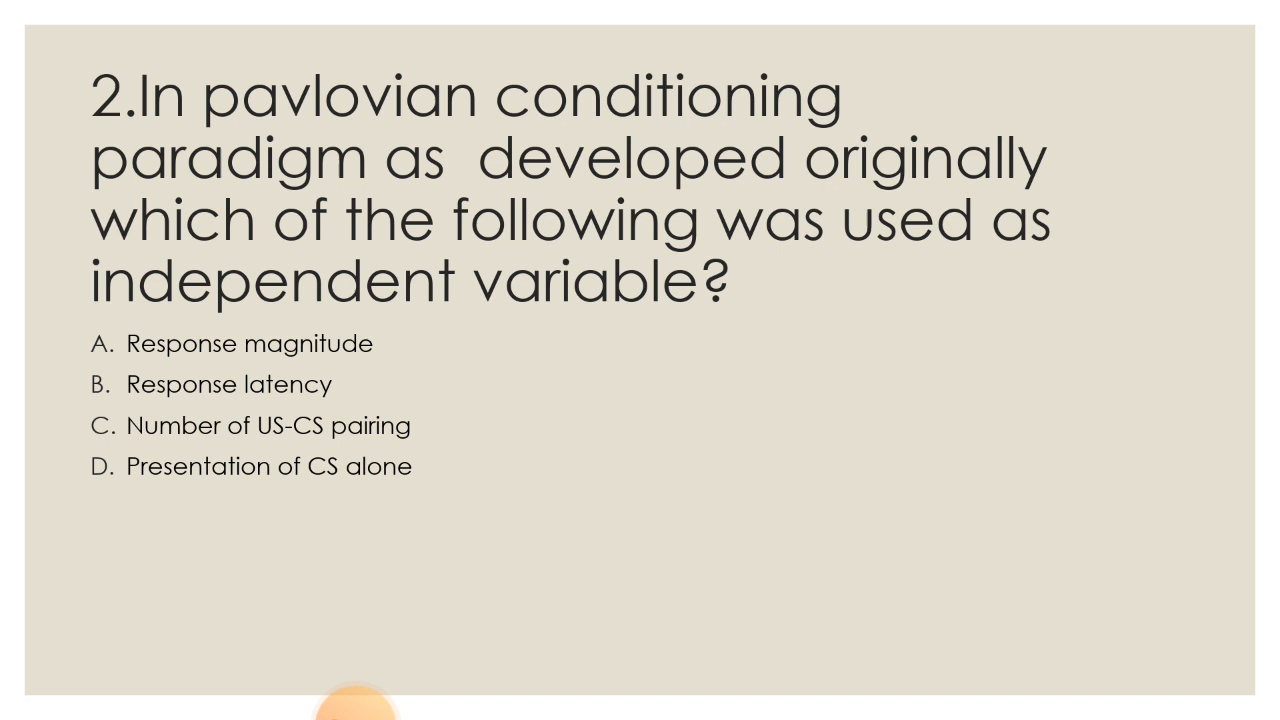 2.In pavlovian conditioning
paradigm as  developed originally
which of the following was used as
independent variable?
A. Response magnitude
B. Response latency
C. Number of US-CS pairing
D. Presentation of CS alone